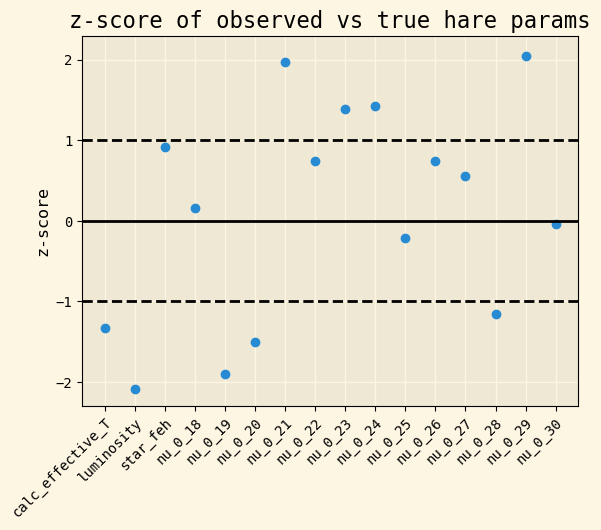 z-score of observed vs true hare params
z-score
2
1
0
−1
−2
calc_effective_T
luminosity
star_feh
nu_0_18
nu_0_19
nu_0_20
nu_0_21
nu_0_22
nu_0_23
nu_0_24
nu_0_25
nu_0_26
nu_0_27
nu_0_28
nu_0_29
nu_0_30